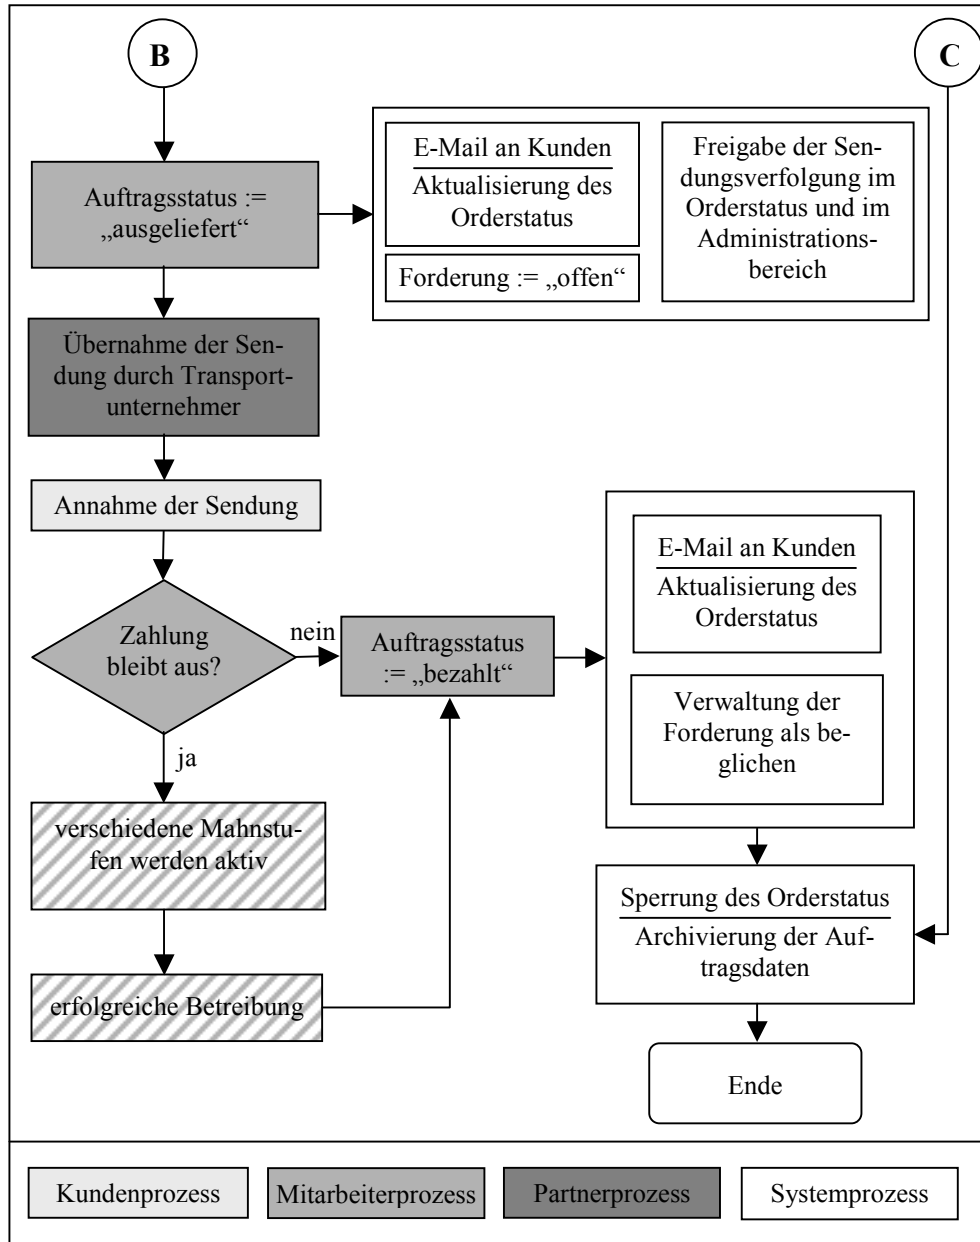 B
C
Auftragsstatus :=
„ausgeliefert“
E-Mail an Kunden
Aktualisierung des
Orderstatus
Forderung := „offen“
Freigabe der Sen-
dungsverfolgung im
Orderstatus und im
Administrations-
bereich
Übernahme der Sen-
dung durch Transport-
unternehmer
Annahme der Sendung
Zahlung
bleibt aus?
nein
ja
Auftragsstatus
:= „bezahlt“
E-Mail an Kunden
Aktualisierung des
Orderstatus
Verwaltung der
Forderung als be-
glichen
verschiedene Mahnstu-
fen werden aktiv
erfolgreiche Betreibung
Sperrung des Orderstatus
Archivierung der Auf-
tragsdaten
Ende
Kundenprozess
Mitarbeiterprozess
Partnerprozess
Systemprozess